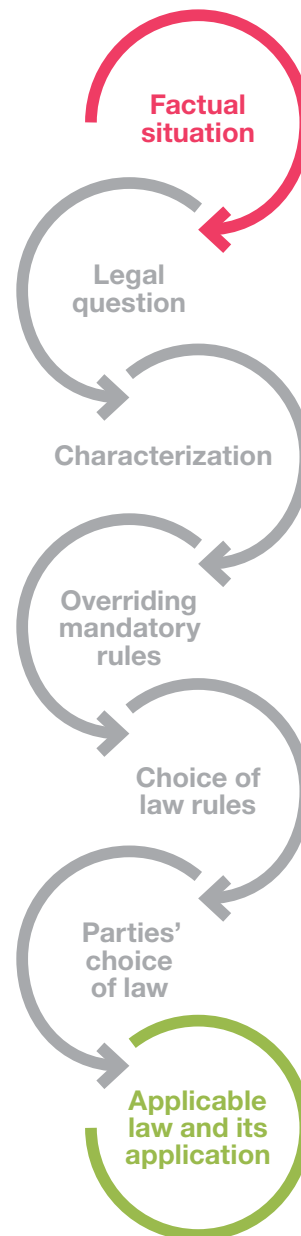 Factual
situation
Legal
question
Characterization
Overriding
mandatory
rules
Choice of
law rules
Parties’
choice
of law
Applicable
law and its
application